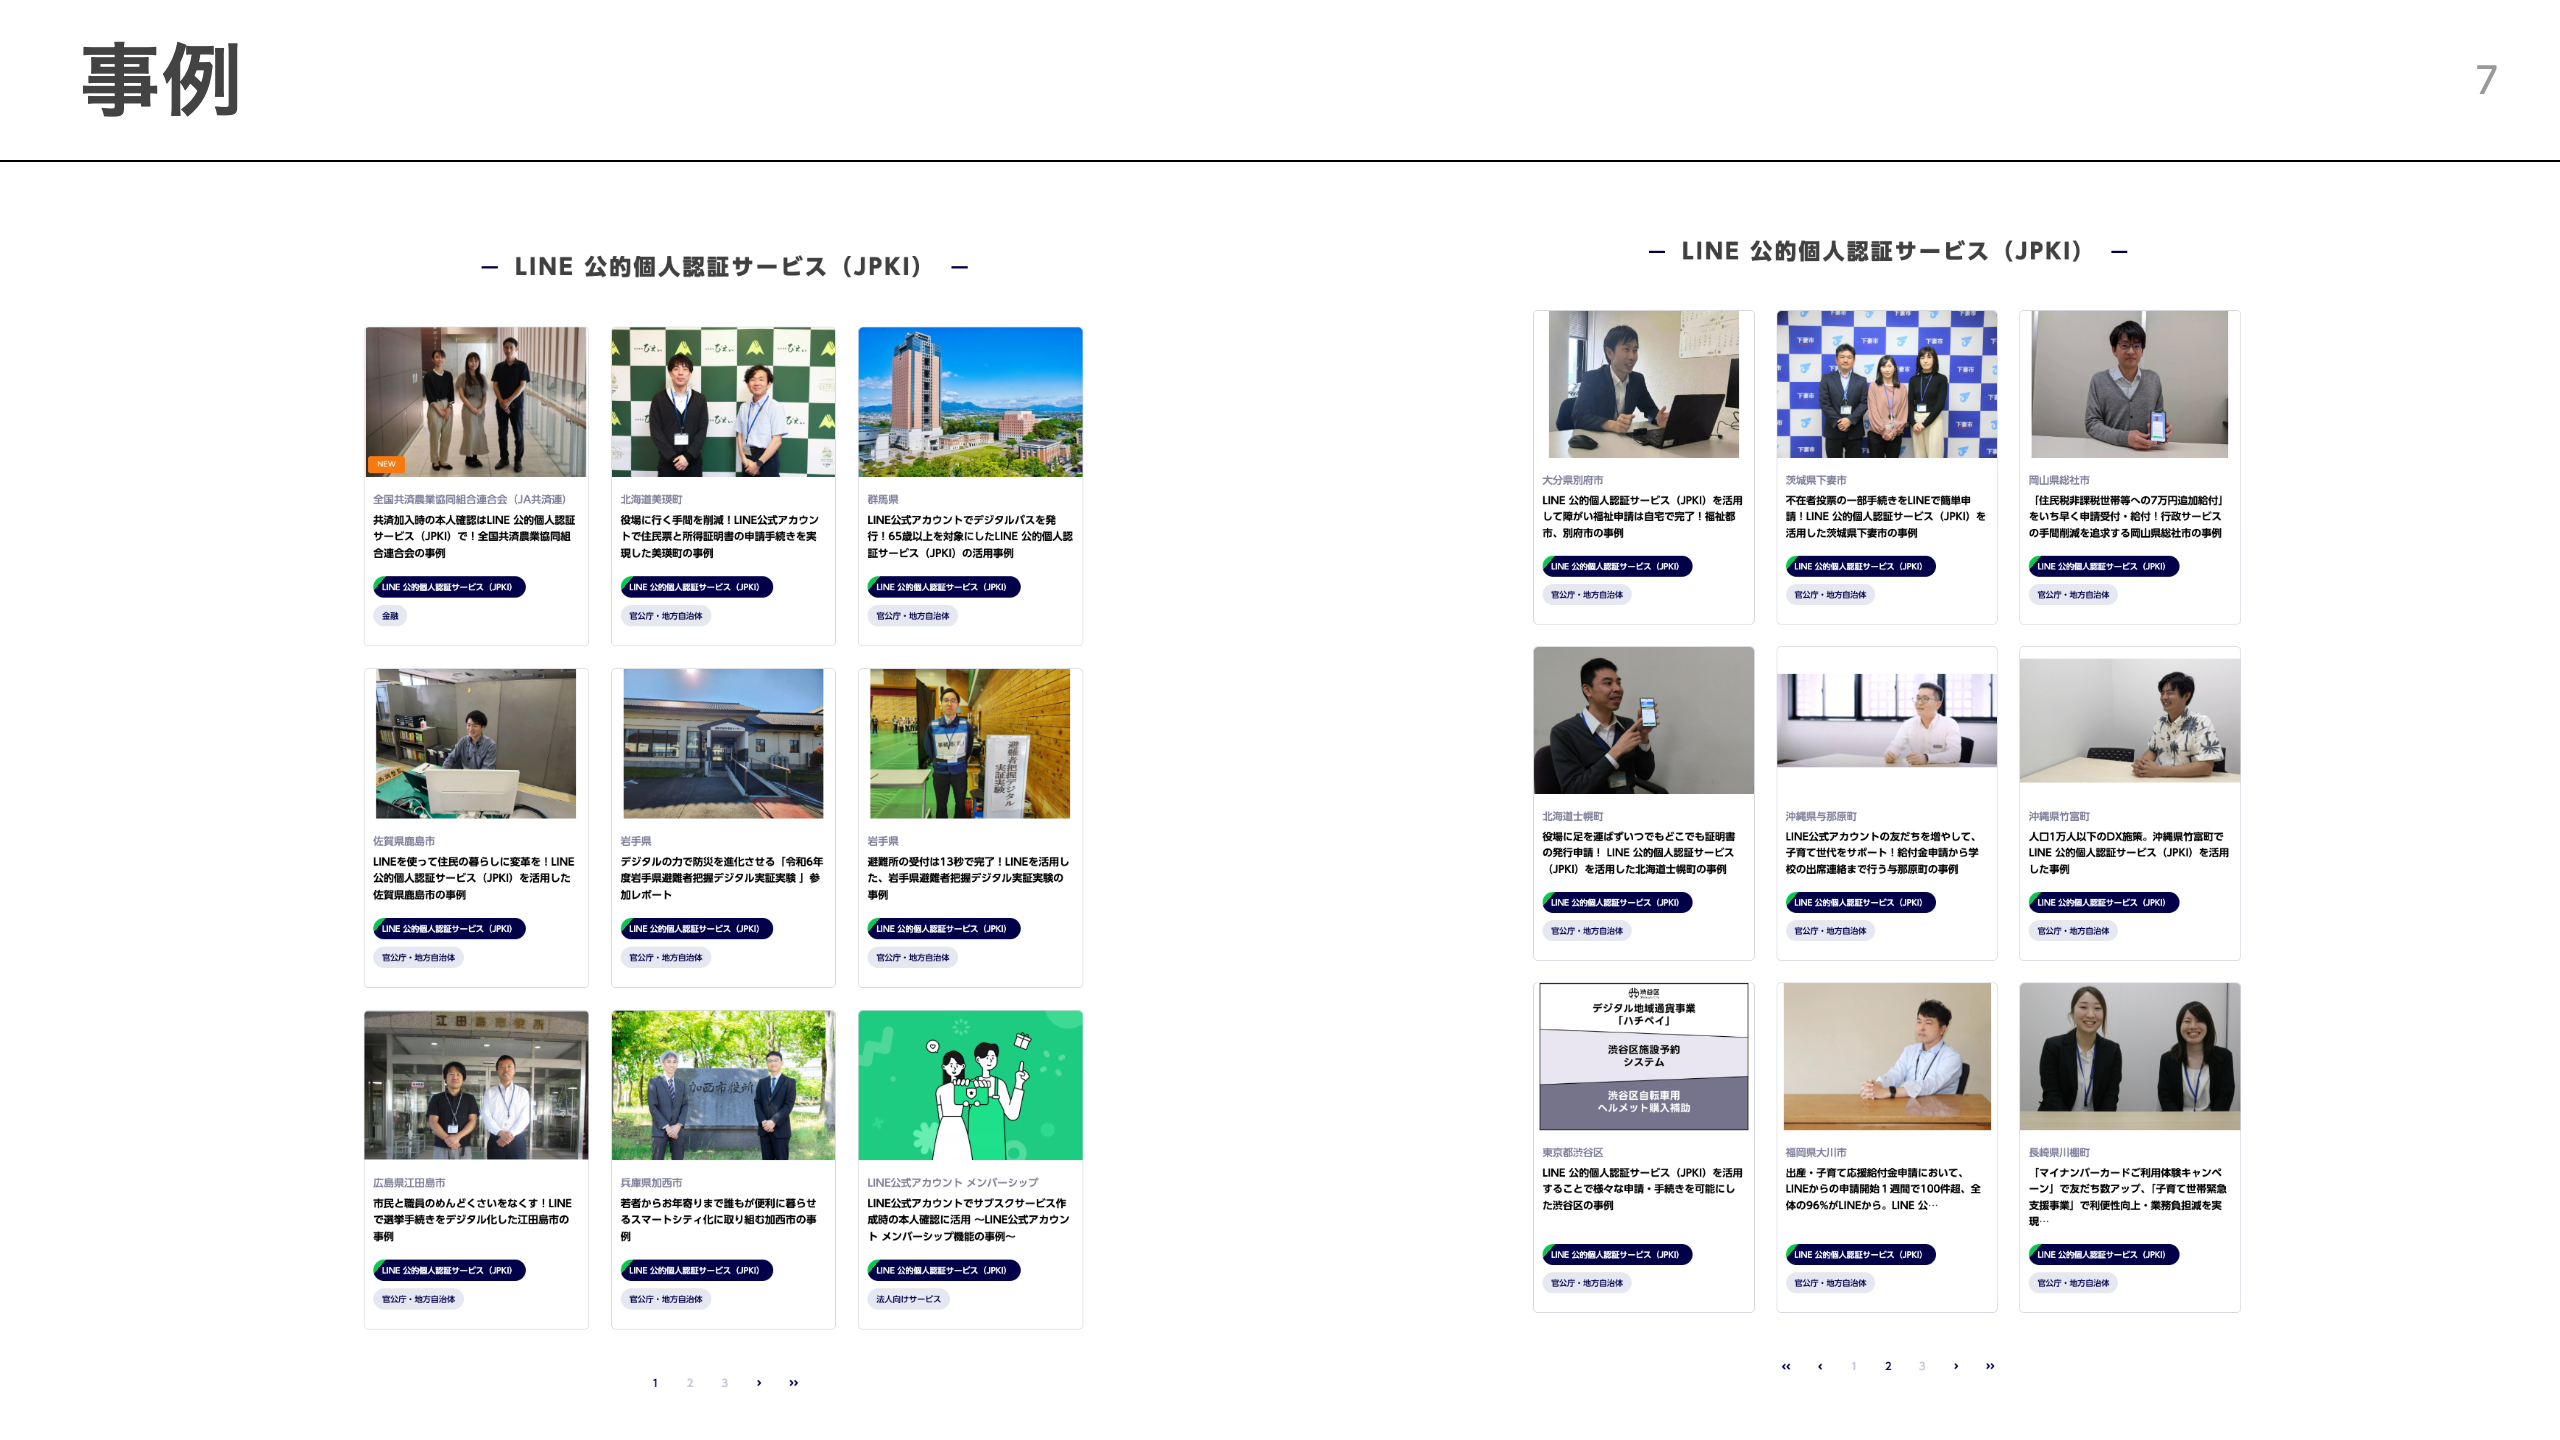 事例
7
LINE 公的個人認証サービス（JPKI）
NEW
全国共済農業協同組合連合会（JA共済連）
共済加入時の本人確認はLINE 公的個人認証
サービス（JPKI）で！全国共済農業協同組
合連合会の事例
LINE 公的個人認証サービス（JPKI）
金融
北海道美瑛町
役場に行く手間を削減！LINE公式アカウン
トで住民票と所得証明書の申請手続きを実
現した美瑛町の事例
LINE 公的個人認証サービス（JPKI）
官公庁・地方自治体
群馬県
LINE公式アカウントでデジタルパスを発
行！65歳以上を対象にしたLINE 公的個人認
証サービス（JPKI）の活用事例
LINE 公的個人認証サービス（JPKI）
官公庁・地方自治体
佐賀県鹿島市
LINEを使って住民の暮らしに変革を！LINE
公的個人認証サービス（JPKI）を活用した
佐賀県鹿島市の事例
LINE 公的個人認証サービス（JPKI）
官公庁・地方自治体
岩手県
デジタルの力で防災を進化させる「令和6年
度岩手県避難者把握デジタル実証実験 」参
加レポート
LINE 公的個人認証サービス（JPKI）
官公庁・地方自治体
避難者把握デジタル
実証実験
岩手県
避難所の受付は13秒で完了！LINEを活用し
た、岩手県避難者把握デジタル実証実験の
事例
LINE 公的個人認証サービス（JPKI）
官公庁・地方自治体
江田島市役所
広島県江田島市
市民と職員のめんどくさいをなくす！LINE
で選挙手続きをデジタル化した江田島市の
事例
LINE 公的個人認証サービス（JPKI）
官公庁・地方自治体
加西市役所
兵庫県加西市
若者からお年寄りまで誰もが便利に暮らせ
るスマートシティ化に取り組む加西市の事
例
LINE 公的個人認証サービス（JPKI）
官公庁・地方自治体
LINE公式アカウント メンバーシップ
LINE公式アカウントでサブスクサービス作
成時の本人確認に活用 ～LINE公式アカウン
ト メンバーシップ機能の事例～
LINE 公的個人認証サービス（JPKI）
法人向けサービス
1 2 3 › ››
LINE 公的個人認証サービス（JPKI）
大分県別府市
LINE 公的個人認証サービス（JPKI）を活用
して障がい福祉申請は自宅で完了！福祉都
市、別府市の事例
LINE 公的個人認証サービス（JPKI）
官公庁・地方自治体
下妻市
茨城県下妻市
不在者投票の一部手続きをLINEで簡単申
請！LINE 公的個人認証サービス（JPKI）を
活用した茨城県下妻市の事例
LINE 公的個人認証サービス（JPKI）
官公庁・地方自治体
岡山県総社市
「住民税非課税世帯等への7万円追加給付」
をいち早く申請受付・給付！行政サービス
の手間削減を追求する岡山県総社市の事例
LINE 公的個人認証サービス（JPKI）
官公庁・地方自治体
北海道士幌町
役場に足を運ばずいつでもどこでも証明書
の発行申請！ LINE 公的個人認証サービス
（JPKI）を活用した北海道士幌町の事例
LINE 公的個人認証サービス（JPKI）
官公庁・地方自治体
沖縄県与那原町
LINE公式アカウントの友だちを増やして、
子育て世代をサポート！給付金申請から学
校の出席連絡まで行う与那原町の事例
LINE 公的個人認証サービス（JPKI）
官公庁・地方自治体
沖縄県竹富町
人口1万人以下のDX施策。沖縄県竹富町で
LINE 公的個人認証サービス（JPKI）を活用
した事例
LINE 公的個人認証サービス（JPKI）
官公庁・地方自治体
渋谷区
デジタル地域通貨事業
「ハチペイ」
渋谷区施設予約
システム
渋谷区自転車用
ヘルメット購入補助
東京都渋谷区
LINE 公的個人認証サービス（JPKI）を活用
することで様々な申請・手続きを可能にし
た渋谷区の事例
LINE 公的個人認証サービス（JPKI）
官公庁・地方自治体
福岡県大川市
出産・子育て応援給付金申請において、
LINEからの申請開始１週間で100件超、全
体の96%がLINEから。LINE 公…
LINE 公的個人認証サービス（JPKI）
官公庁・地方自治体
長崎県川棚町
「マイナンバーカードご利用体験キャンペ
ーン」で友だち数アップ、「子育て世帯緊急
支援事業」で利便性向上・業務負担減を実
現…
LINE 公的個人認証サービス（JPKI）
官公庁・地方自治体
‹‹ ‹ 1 2 3 › ››